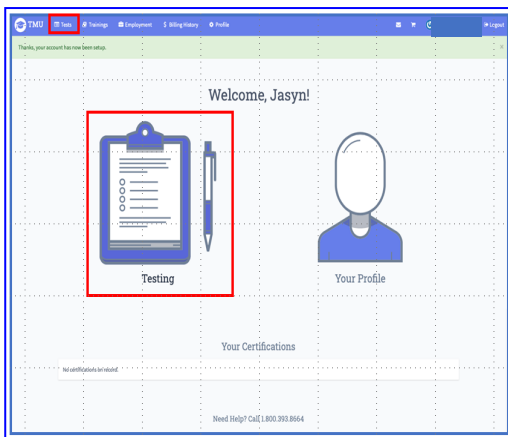 TMU Tests Trainings Employment $ Billing History Profile Logout
Thanks, your account has now been setup. ×
Welcome, Jasyn!
Testing Your Profile
Your Certifications
No certifications on record.
Need Help? Call 1.800.393.8664